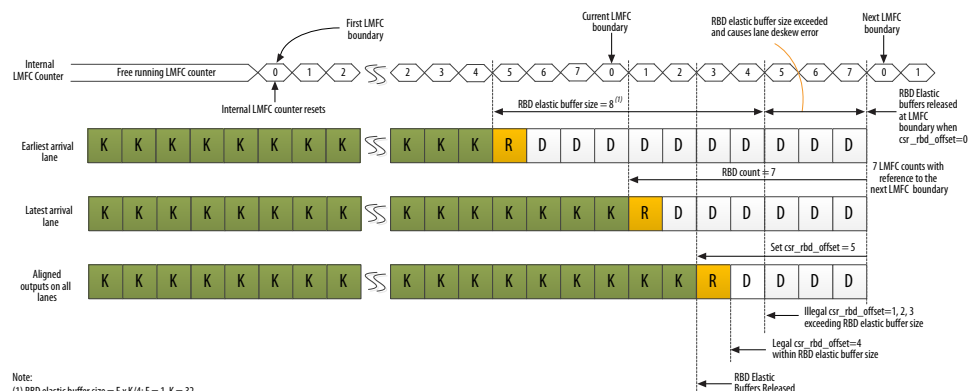 First LMFC
boundary
Current LMFC
boundary
RBD elastic buffer size exceeded
and causes lane deskew error
Next LMFC
boundary
Internal
LMFC Counter
Free running LMFC counter
0 1 2 2 3 4 5 6 7 0 1 2 3 4 5 6 7 0 1
Internal LMFC counter resets
RBD elastic buffer size = 8 (1)
RBD Elastic
buffers released
at LMFC
boundary when
csr_rbd_offset=0
Earliest arrival
lane
K K K K K K K K K K K R D D D D D D D D D D
RBD count = 7
7 LMFC counts with
reference to the
next LMFC boundary
Latest arrival
lane
K K K K K K K K K K K K K K K R D D D D D D
Set csr_rbd_offset = 5
Aligned
outputs on all
lanes
K K K K K K K K K K K K K K K K K R D D D D
Illegal csr_rbd_offset=1, 2, 3
exceeding RBD elastic buffer size
Legal csr_rbd_offset=4
within RBD elastic buffer size
RBD Elastic
Buffers Released
Note:
(1) RBD elastic buffer size = F x K/4; F = 1, K = 32